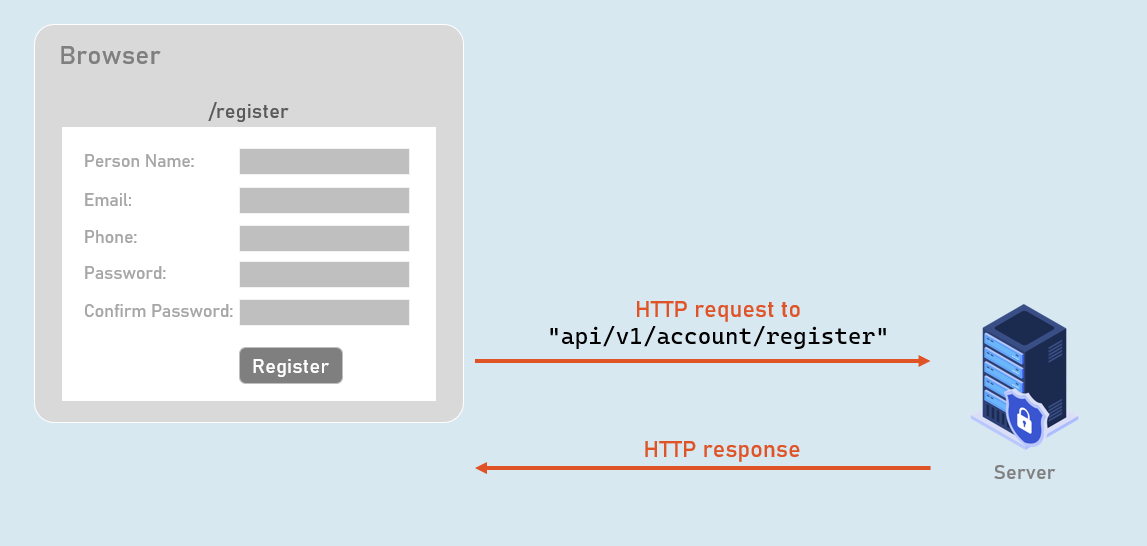 Browser
/register
Person Name:
Email:
Phone:
Password:
Confirm Password:
Register
HTTP request to
"api/v1/account/register"
HTTP response
Server